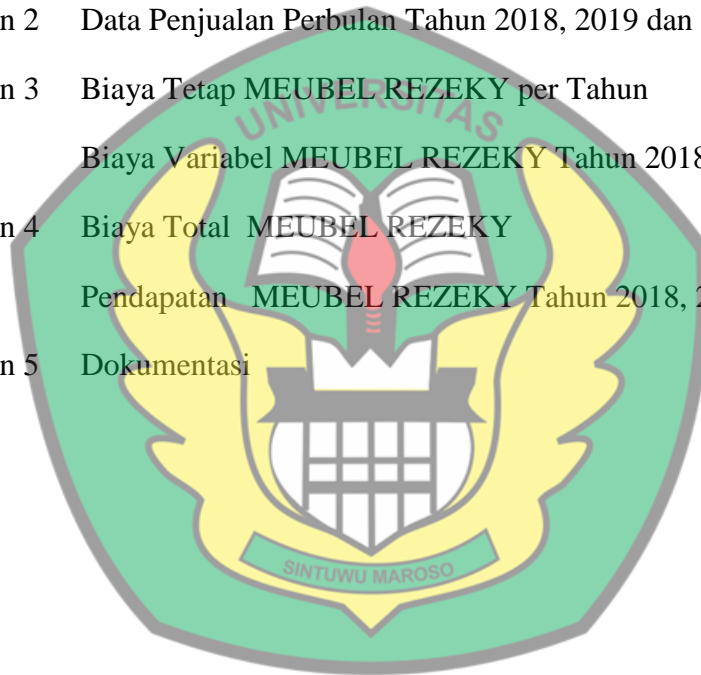 n 2 Data Penjualan Perbulan Tahun 2018, 2019 dan
n 3 Biaya Tetap MEUBEL REZEKY per Tahun
UNIVERSITAS
Biaya Variabel MEUBEL REZEKY Tahun 2018
n 4 Biaya Total MEUBEL REZEKY
Pendapatan MEUBEL REZEKY Tahun 2018, 2
n 5 Dokumentasi
SINTUWU MAROSO